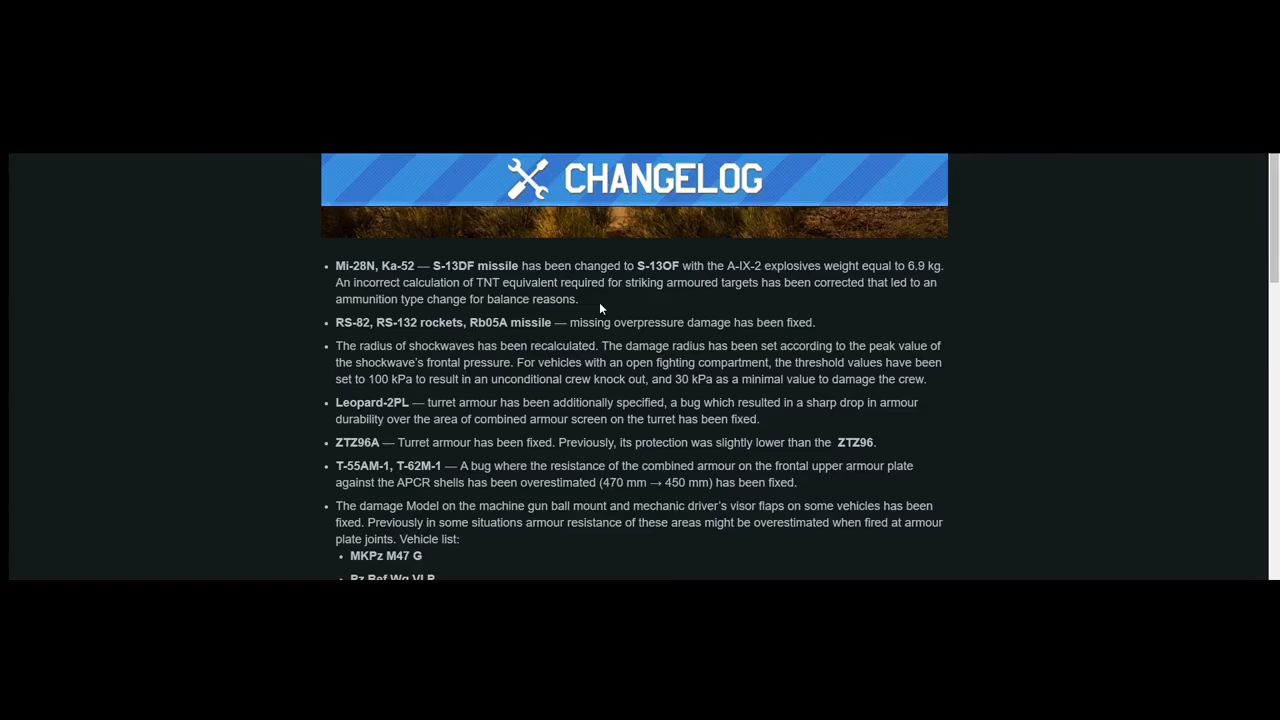 CHANGELOG
Mi-28N, Ka-52 — S-13DF missile has been changed to S-13OF with the A-IX-2 explosives weight equal to 6.9 kg.
An incorrect calculation of TNT equivalent required for striking armoured targets has been corrected that led to an
ammunition type change for balance reasons.
RS-82, RS-132 rockets, Rb05A missile — missing overpressure damage has been fixed.
The radius of shockwaves has been recalculated. The damage radius has been set according to the peak value of
the shockwave’s frontal pressure. For vehicles with an open fighting compartment, the threshold values have been
set to 100 kPa to result in an unconditional crew knock out, and 30 kPa as a minimal value to damage the crew.
Leopard-2PL — turret armour has been additionally specified, a bug which resulted in a sharp drop in armour
durability over the area of combined armour screen on the turret has been fixed.
ZTZ96A — Turret armour has been fixed. Previously, its protection was slightly lower than the ZTZ96.
T-55AM-1, T-62M-1 — A bug where the resistance of the combined armour on the frontal upper armour plate
against the APCR shells has been overestimated (470 mm → 450 mm) has been fixed.
The damage Model on the machine gun ball mount and mechanic driver’s visor flaps on some vehicles has been
fixed. Previously in some situations armour resistance of these areas might be overestimated when fired at armour
plate joints. Vehicle list:
MKPz M47 G
Pz.Bef.Wg.VI P